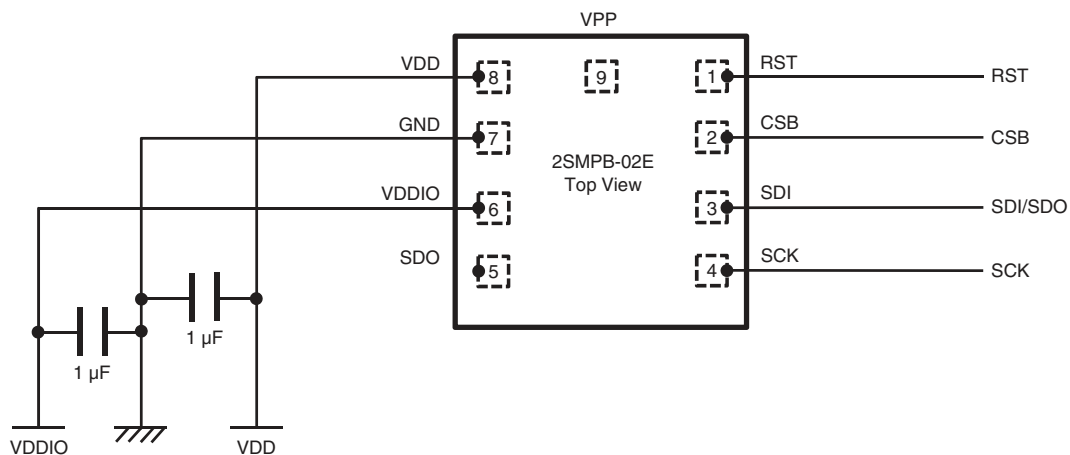 VPP
VDD 8 9 1 RST RST
GND 7 2 CSB CSB
2SMPB-02E
Top View
VDDIO 6 3 SDI SDI/SDO
SDO 5 4 SCK SCK
1 μF
1 μF
VDDIO VDD